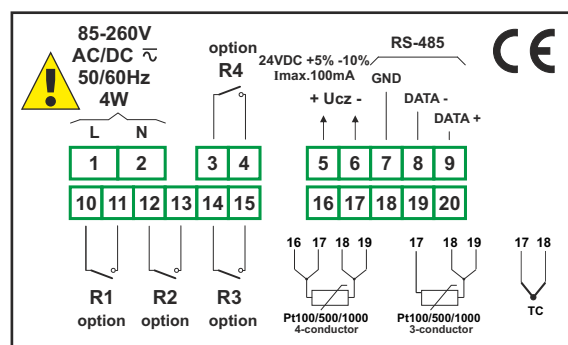 85-260V
AC/DC
50/60Hz
4W
L N
option
R4
24VDC +5% -10%
Imax.100mA
+ Ucz -
RS-485
GND
DATA -
DATA +
CE
1 2 3 4 5 6 7 8 9
10 11 12 13 14 15 16 17 18 19 20
R1
option
R2
option
R3
option
16 17 18 19
Pt100/500/1000
4-conductor
17 18 19
Pt100/500/1000
3-conductor
17 18
TC